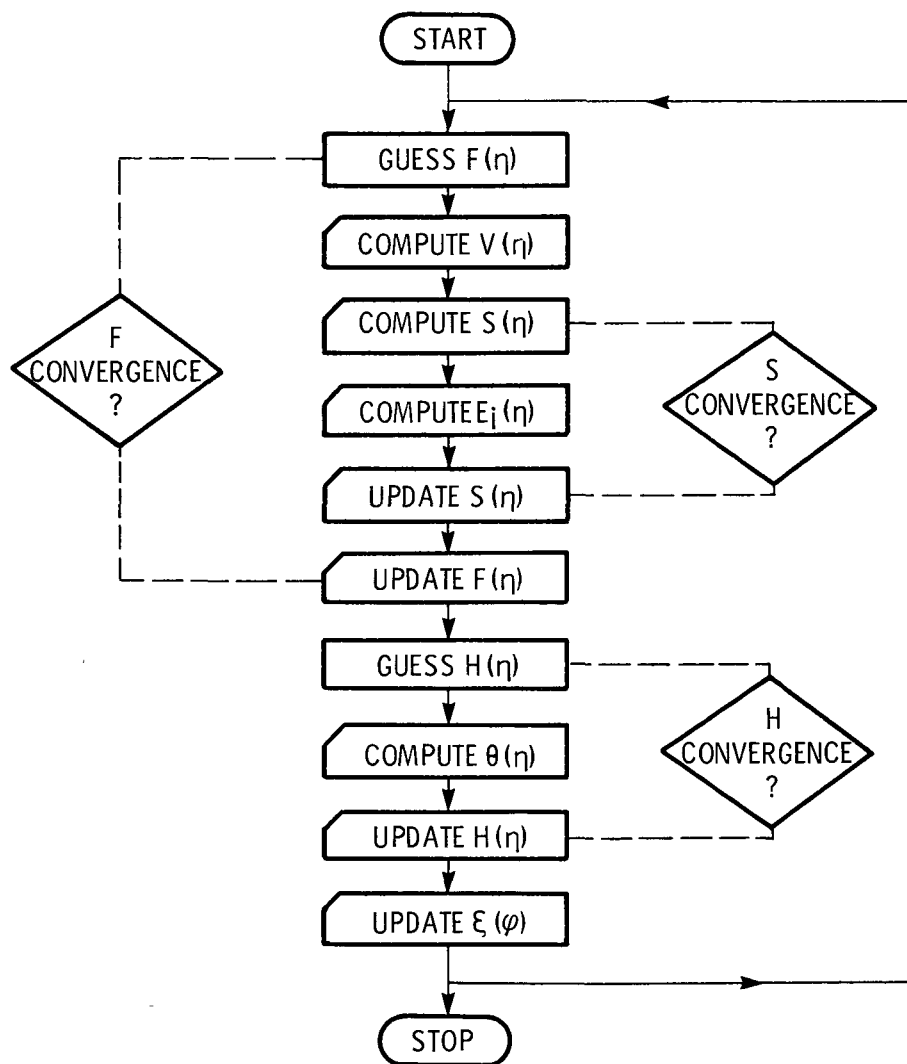 START
GUESS F(η)
COMPUTE V(η)
COMPUTE S(η)
F
CONVERGENCE
?
S
CONVERGENCE
?
COMPUTE Ei(η)
UPDATE S(η)
UPDATE F(η)
GUESS H(η)
H
CONVERGENCE
?
COMPUTE θ(η)
UPDATE H(η)
UPDATE ξ(φ)
STOP